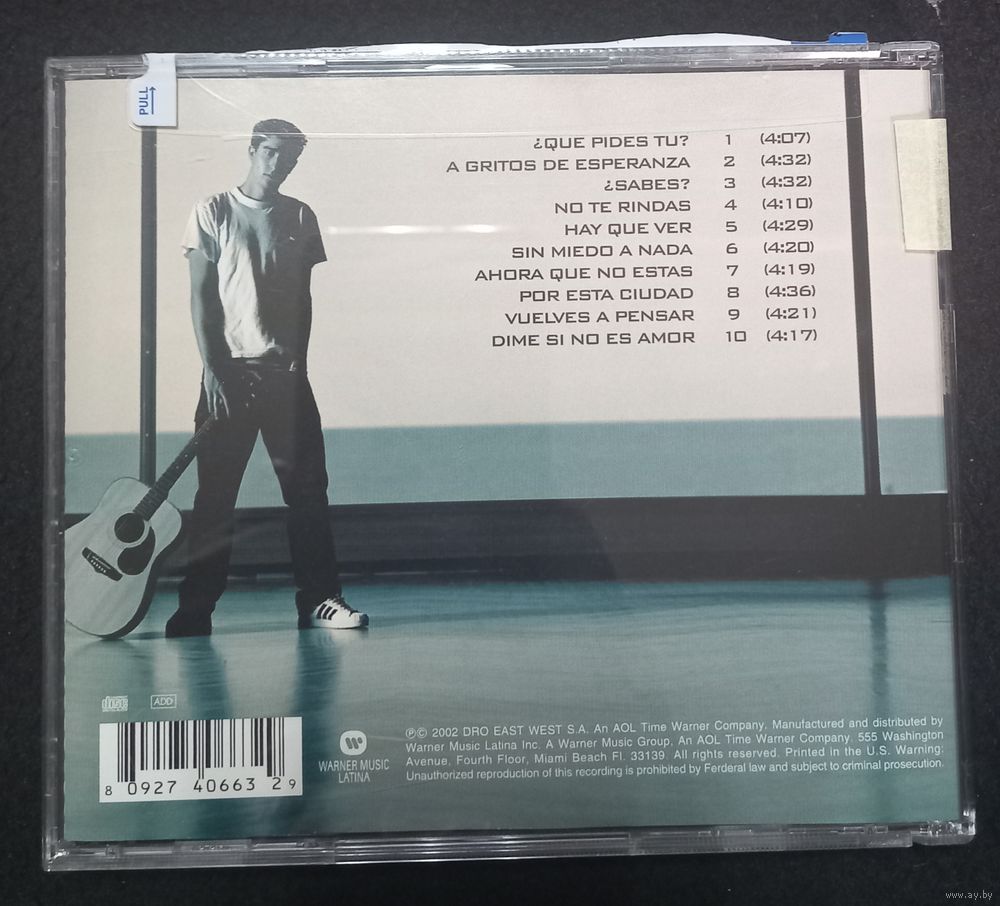 PULL
¿QUE PIDES TU? 1 (4:07)
A GRITOS DE ESPERANZA 2 (4:32)
¿SABES? 3 (4:32)
NO TE RINDAS 4 (4:10)
HAY QUE VER 5 (4:29)
SIN MIEDO A NADA 6 (4:20)
AHORA QUE NO ESTAS 7 (4:19)
POR ESTA CIUDAD 8 (4:36)
VUELVES A PENSAR 9 (4:21)
DIME SI NO ES AMOR 10 (4:17)
ADD
8 0927 40663 2 9
WARNER MUSIC
LATINA
℗© 2002 DRO EAST WEST S.A. An AOL Time Warner Company. Manufactured and distributed by
Warner Music Latina Inc. A Warner Music Group, An AOL Time Warner Company. 555 Washington
Avenue, Fourth Floor, Miami Beach Fl. 33139. All rights reserved. Printed in the U.S. Warning:
Unauthorized reproduction of this recording is prohibited by Ferderal law and subject to criminal prosecution.
www.ay.by